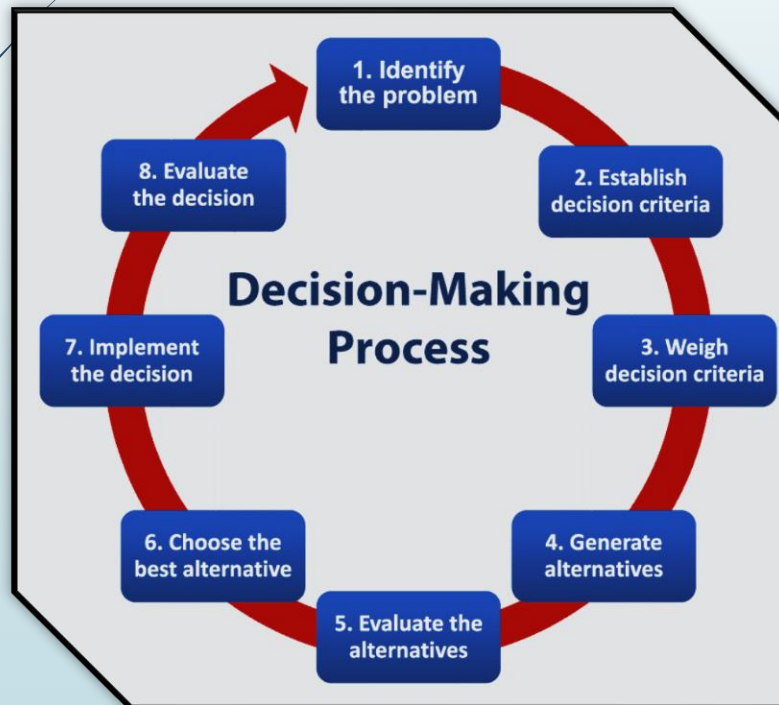 Decision-Making
Process
1. Identify
the problem
2. Establish
decision criteria
3. Weigh
decision criteria
4. Generate
alternatives
5. Evaluate the
alternatives
6. Choose the
best alternative
7. Implement
the decision
8. Evaluate
the decision